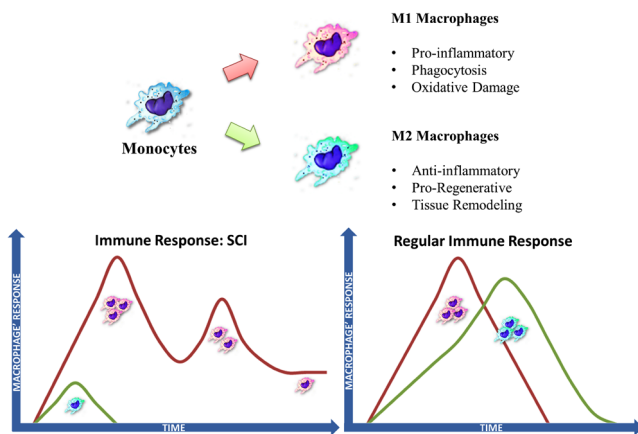 M1 Macrophages
• Pro-inflammatory
• Phagocytosis
• Oxidative Damage
Monocytes
M2 Macrophages
• Anti-inflammatory
• Pro-Regenerative
• Tissue Remodeling
Immune Response: SCI
MACROPHAGE' RESPONSE
TIME
Regular Immune Response
MACROPHAGE' RESPONSE
TIME